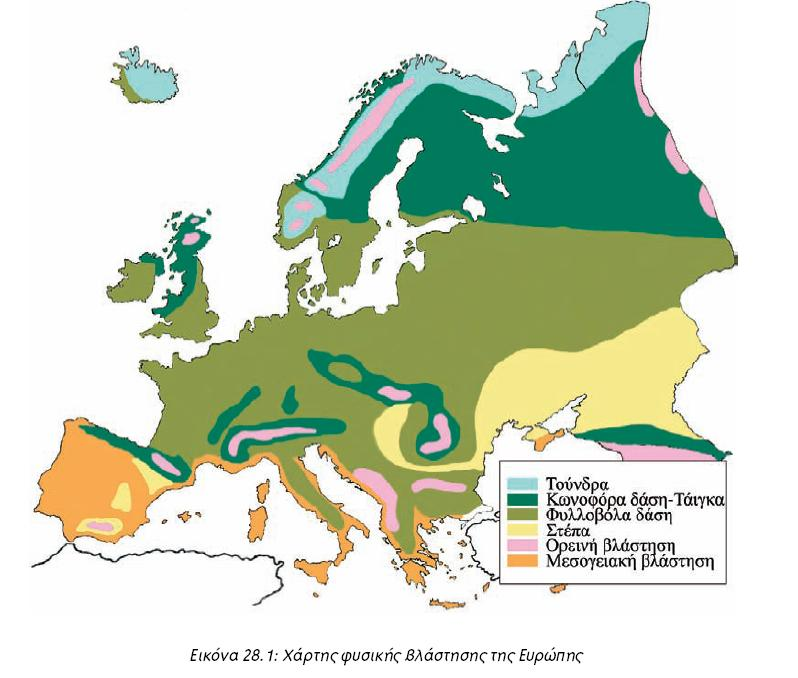 Τούνδρα
Κωνοφόρα δάση-Τάιγκα
Φυλλοβόλα δάση
Στέπα
Ορεινή βλάστηση
Μεσογειακή βλάστηση
Εικόνα 28.1: Χάρτης φυσικής βλάστησης της Ευρώπης